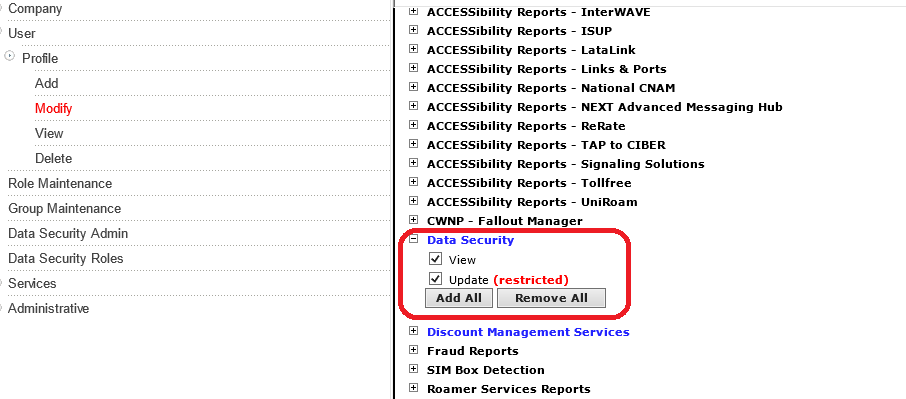 Company
User
Profile
Add
Modify
View
Delete
Role Maintenance
Group Maintenance
Data Security Admin
Data Security Roles
Services
Administrative
ACCESSibility Reports - InterWAVE
ACCESSibility Reports - ISUP
ACCESSibility Reports - LataLink
ACCESSibility Reports - Links & Ports
ACCESSibility Reports - National CNAM
ACCESSibility Reports - NEXT Advanced Messaging Hub
ACCESSibility Reports - ReRate
ACCESSibility Reports - TAP to CIBER
ACCESSibility Reports - Signaling Solutions
ACCESSibility Reports - Tollfree
ACCESSibility Reports - UniRoam
CWNP - Fallout Manager
Data Security
View
Update (restricted)
Add All Remove All
Discount Management Services
Fraud Reports
SIM Box Detection
Roamer Services Reports